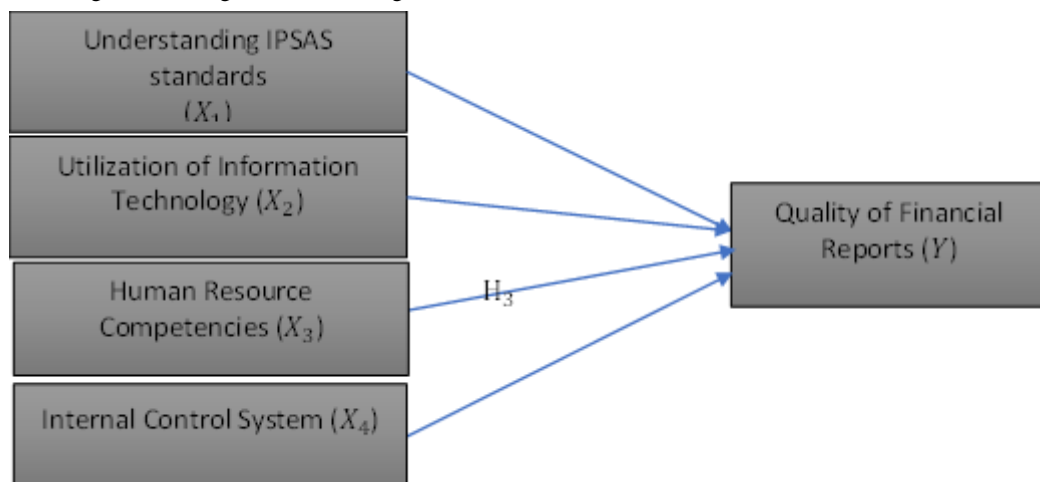 Understanding IPSAS
standards
(X₁)
Utilization of Information
Technology (X₂)
Human Resource
Competencies (X₃)
Internal Control System (X₄)
H₃
Quality of Financial
Reports (Y)